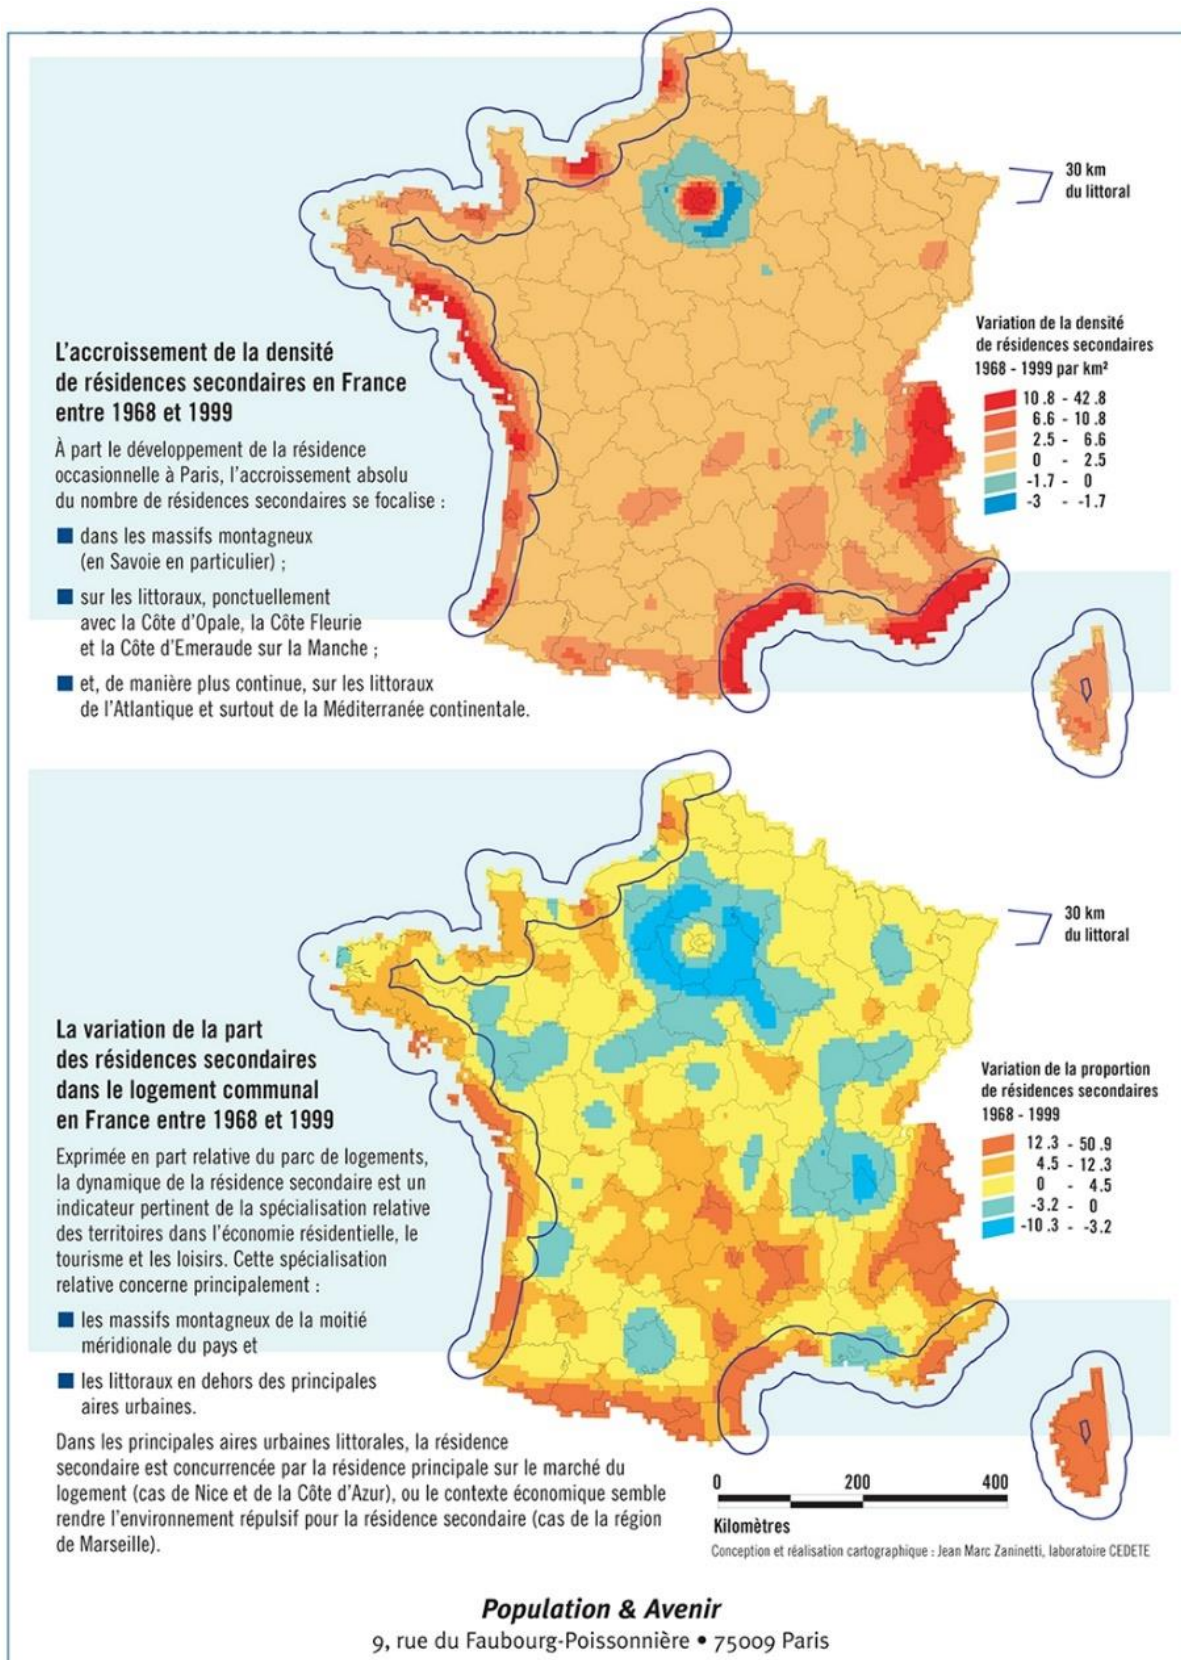 30 km
du littoral
L'accroissement de la densité
de résidences secondaires en France
entre 1968 et 1999
À part le développement de la résidence
occasionnelle à Paris, l'accroissement absolu
du nombre de résidences secondaires se focalise :
dans les massifs montagneux
(en Savoie en particulier) ;
sur les littoraux, ponctuellement
avec la Côte d'Opale, la Côte Fleurie
et la Côte d'Emeraude sur la Manche ;
et, de manière plus continue, sur les littoraux
de l'Atlantique et surtout de la Méditerranée continentale.
Variation de la densité
de résidences secondaires
1968 - 1999 par km²
10.8 - 42.8
6.6 - 10.8
2.5 - 6.6
0 - 2.5
-1.7 - 0
-3 - -1.7
30 km
du littoral
La variation de la part
des résidences secondaires
dans le logement communal
en France entre 1968 et 1999
Exprimée en part relative du parc de logements,
la dynamique de la résidence secondaire est un
indicateur pertinent de la spécialisation relative
des territoires dans l'économie résidentielle, le
tourisme et les loisirs. Cette spécialisation
relative concerne principalement :
les massifs montagneux de la moitié
méridionale du pays et
les littoraux en dehors des principales
aires urbaines.
Dans les principales aires urbaines littorales, la résidence
secondaire est concurrencée par la résidence principale sur le marché du
logement (cas de Nice et de la Côte d'Azur), ou le contexte économique semble
rendre l'environnement répulsif pour la résidence secondaire (cas de la région
de Marseille).
Variation de la proportion
de résidences secondaires
1968 - 1999
12.3 - 50.9
4.5 - 12.3
0 - 4.5
-3.2 - 0
-10.3 - -3.2
0 200 400
Kilomètres
Conception et réalisation cartographique : Jean Marc Zaninetti, laboratoire CEDETE
Population & Avenir
9, rue du Faubourg-Poissonnière • 75009 Paris